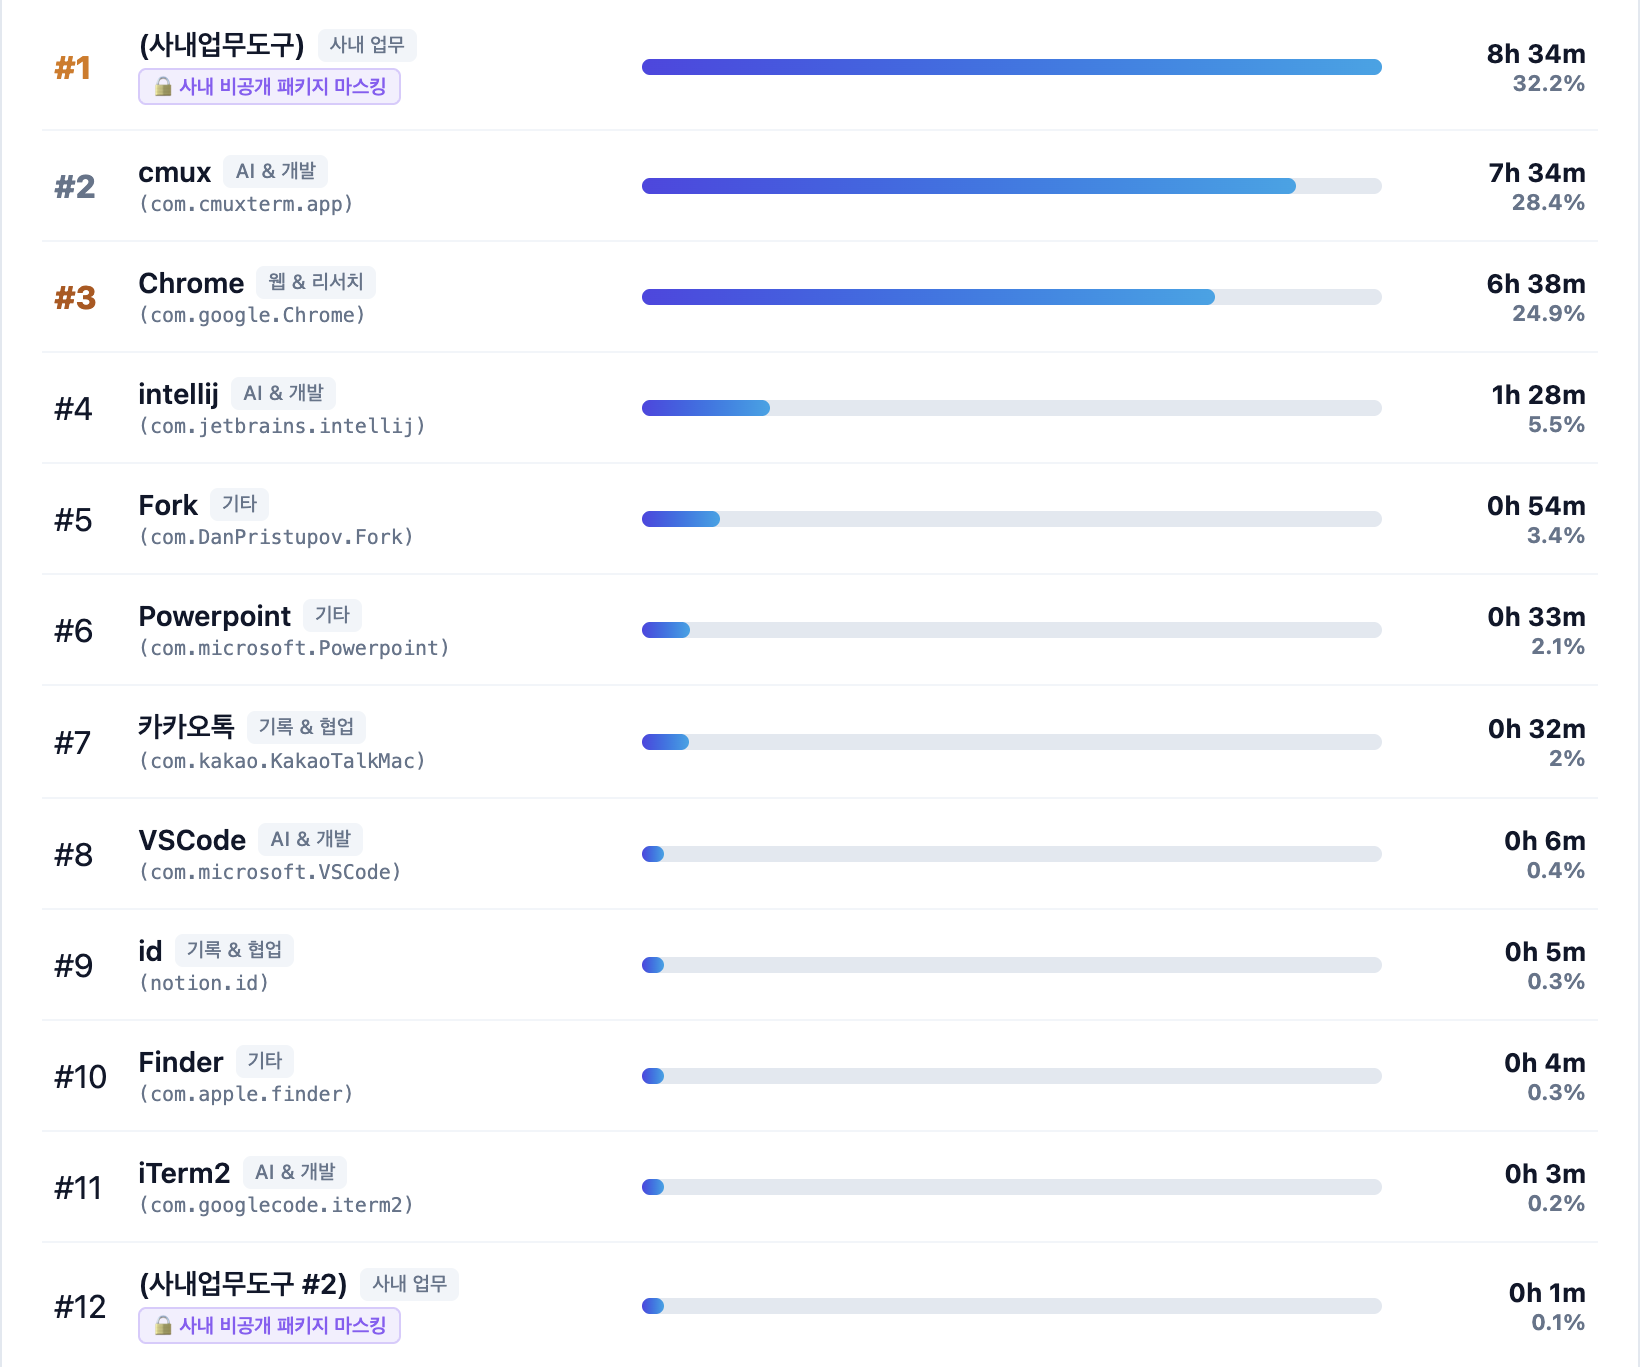 #1
(사내업무도구) 사내 업무
🔒 사내 비공개 패키지 마스킹
8h 34m
32.2%
#2
cmux AI & 개발
(com.cmuxterm.app)
7h 34m
28.4%
#3
Chrome 웹 & 리서치
(com.google.Chrome)
6h 38m
24.9%
#4
intellij AI & 개발
(com.jetbrains.intellij)
1h 28m
5.5%
#5
Fork 기타
(com.DanPristupov.Fork)
0h 54m
3.4%
#6
Powerpoint 기타
(com.microsoft.Powerpoint)
0h 33m
2.1%
#7
카카오톡 기록 & 협업
(com.kakao.KakaoTalkMac)
0h 32m
2%
#8
VSCode AI & 개발
(com.microsoft.VSCode)
0h 6m
0.4%
#9
id 기록 & 협업
(notion.id)
0h 5m
0.3%
#10
Finder 기타
(com.apple.finder)
0h 4m
0.3%
#11
iTerm2 AI & 개발
(com.googlecode.iterm2)
0h 3m
0.2%
#12
(사내업무도구 #2) 사내 업무
🔒 사내 비공개 패키지 마스킹
0h 1m
0.1%